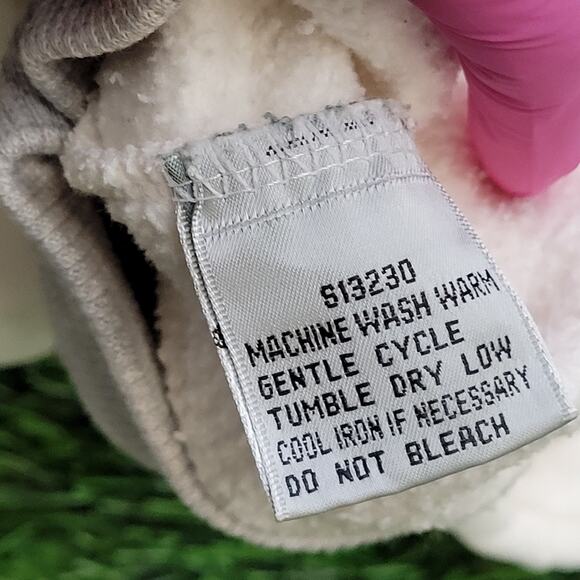 S13230
MACHINE WASH WARM
GENTLE CYCLE
TUMBLE DRY LOW
COOL IRON IF NECESSARY
DO NOT BLEACH